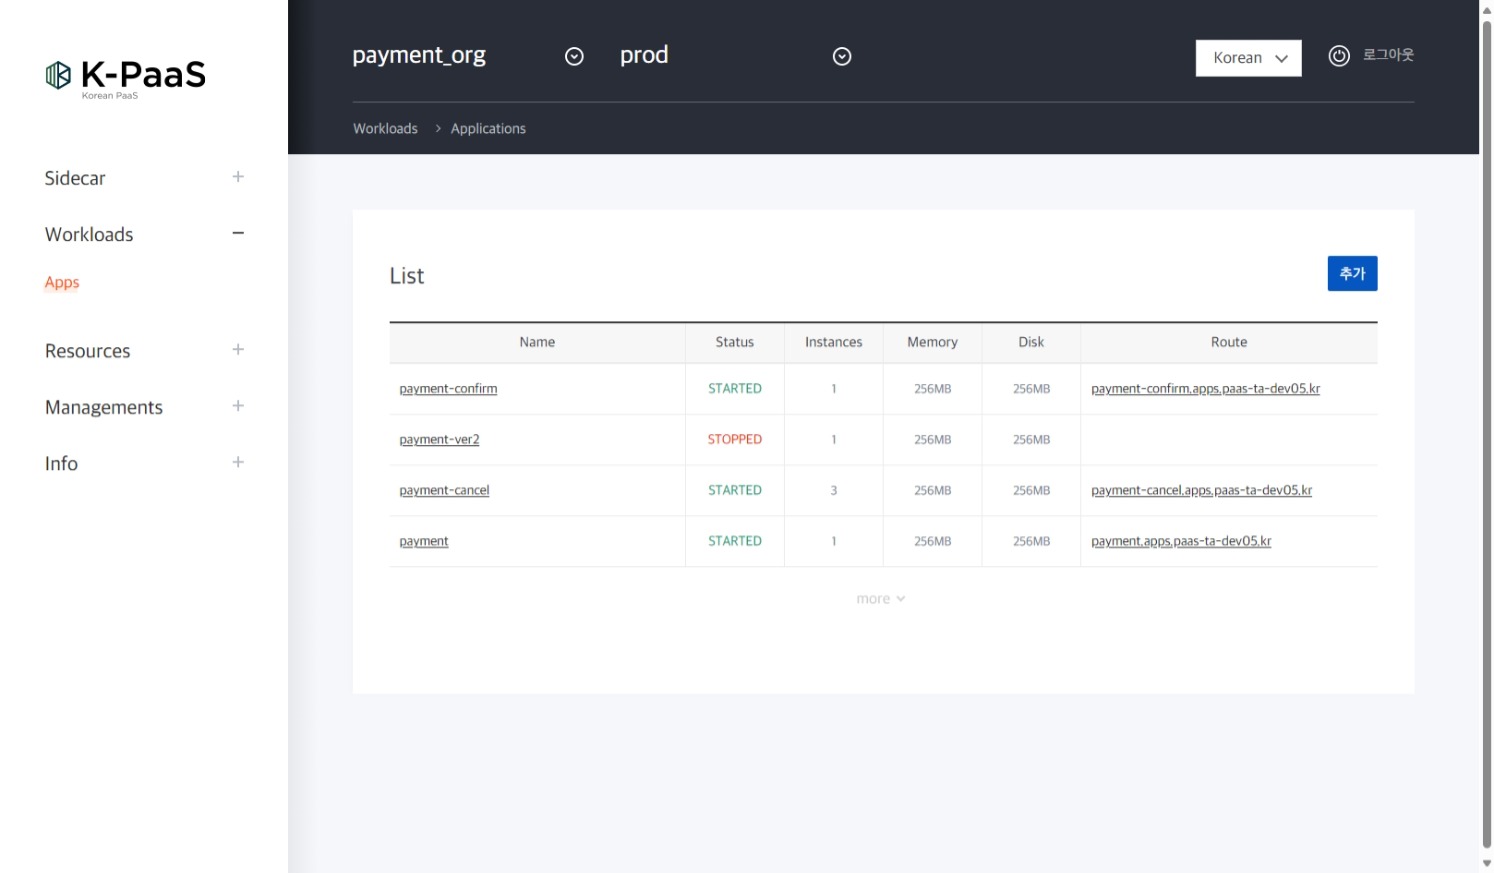 K-PaaS
Korean PaaS
payment_org
prod
Korean
로그아웃
Workloads > Applications
Sidecar
Workloads
Apps
Resources
Managements
Info
List
추가
Name Status Instances Memory Disk Route
payment-confirm STARTED 1 256MB 256MB payment-confirm.apps.paas-ta-dev05.kr
payment-ver2 STOPPED 1 256MB 256MB
payment-cancel STARTED 3 256MB 256MB payment-cancel.apps.paas-ta-dev05.kr
payment STARTED 1 256MB 256MB payment.apps.paas-ta-dev05.kr
more